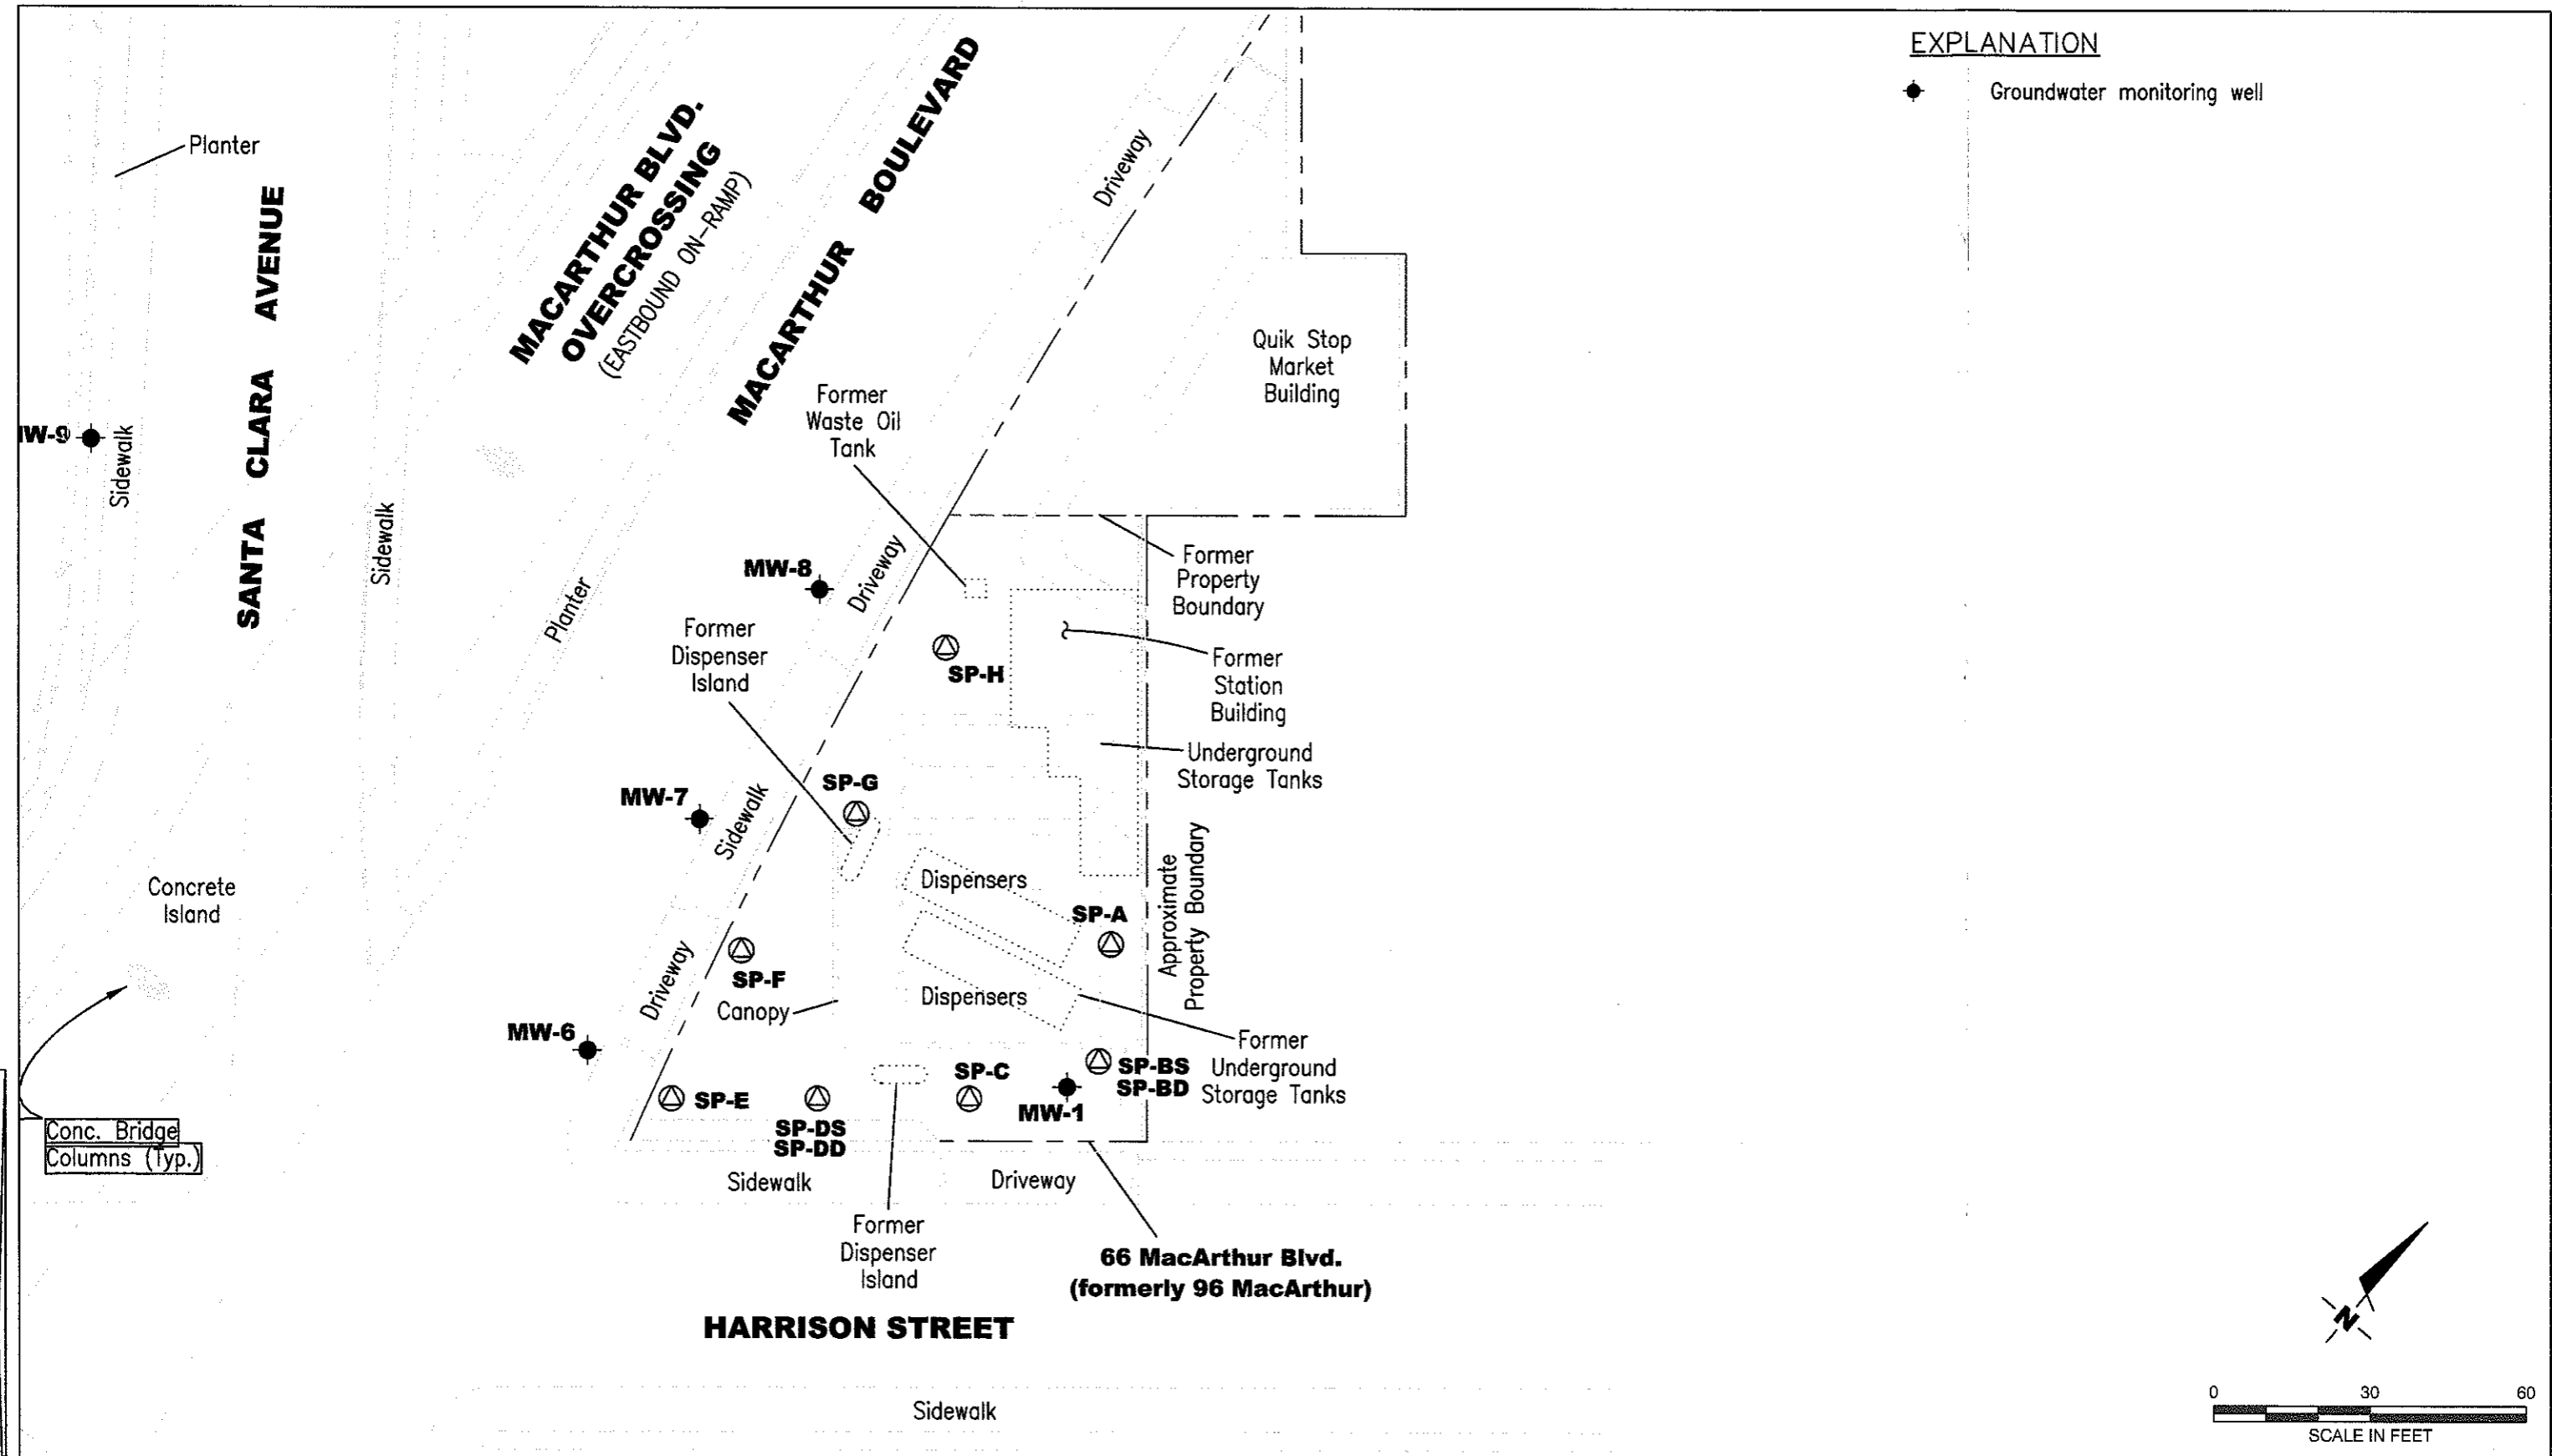 EXPLANATION
Groundwater monitoring well
Planter
SANTA CLARA AVENUE
MACARTHUR BLVD.
OVERCROSSING
(EASTBOUND ON-RAMP)
MACARTHUR BOULEVARD
Driveway
Quik Stop
Market
Building
Former
Waste Oil
Tank
IW-9
Sidewalk
Sidewalk
Planter
MW-8
Driveway
Former
Property
Boundary
Former
Dispenser
Island
SP-H
Former
Station
Building
Underground
Storage Tanks
SP-G
MW-7
Sidewalk
Concrete
Island
Dispensers
SP-A
Approximate
Property Boundary
Driveway
SP-F
Canopy
Dispensers
MW-6
Former
Underground
Storage Tanks
SP-BS
SP-BD
SP-C
MW-1
SP-E
SP-DS
SP-DD
Conc. Bridge
Columns (Typ.)
Sidewalk
Driveway
Former
Dispenser
Island
66 MacArthur Blvd.
(formerly 96 MacArthur)
HARRISON STREET
Sidewalk
N
0 30 60
SCALE IN FEET